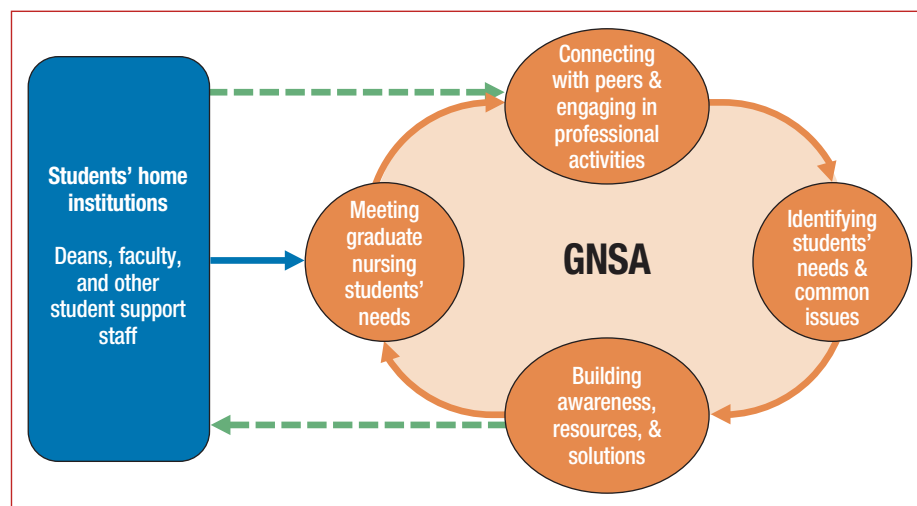 Students' home
institutions
Deans, faculty,
and other
student support
staff
Connecting
with peers &
engaging in
professional
activities
Meeting
graduate
nursing
students'
needs
GNSA
Identifying
students'
needs &
common
issues
Building
awareness,
resources, &
solutions